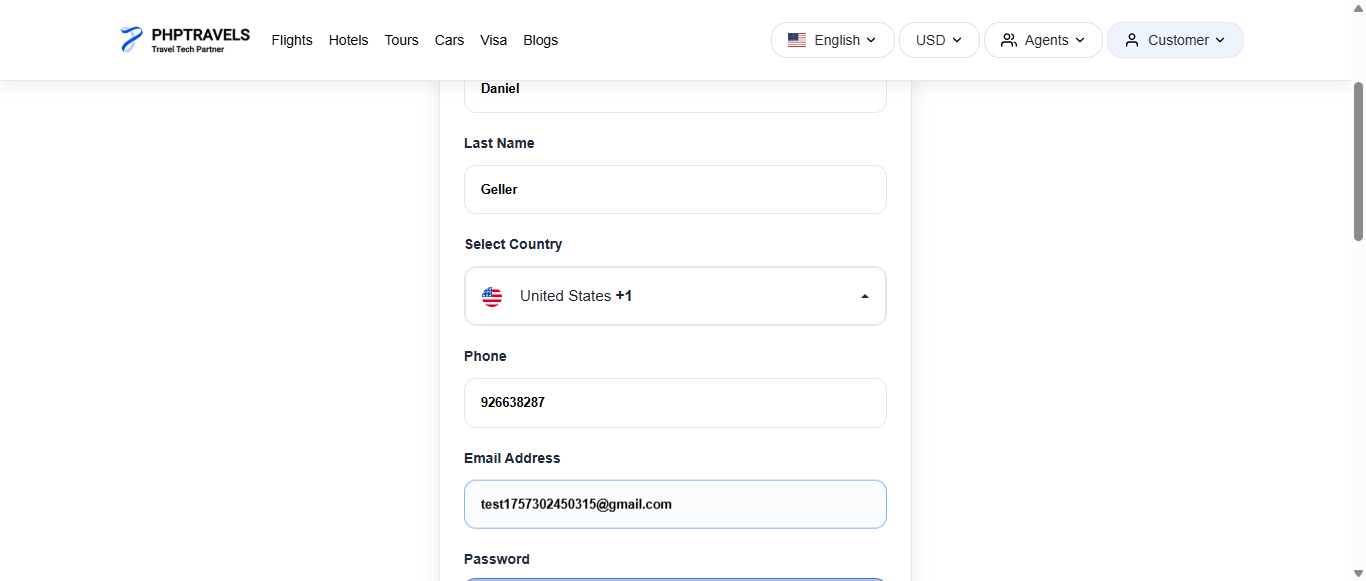 PHPTRAVELS
Travel Tech Partner
Flights Hotels Tours Cars Visa Blogs
English USD Agents Customer
Daniel
Last Name
Geller
Select Country
United States +1
Phone
926638287
Email Address
test1757302450315@gmail.com
Password